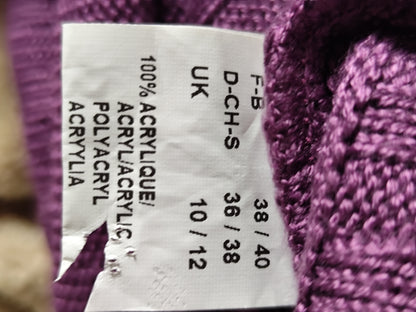 F-B 38 / 40
D-CH-S 36 / 38
UK 10 / 12
100% ACRYLIQUE/
ACRYL/ACRYLIC
POLYACRYL
ACRYYLIA